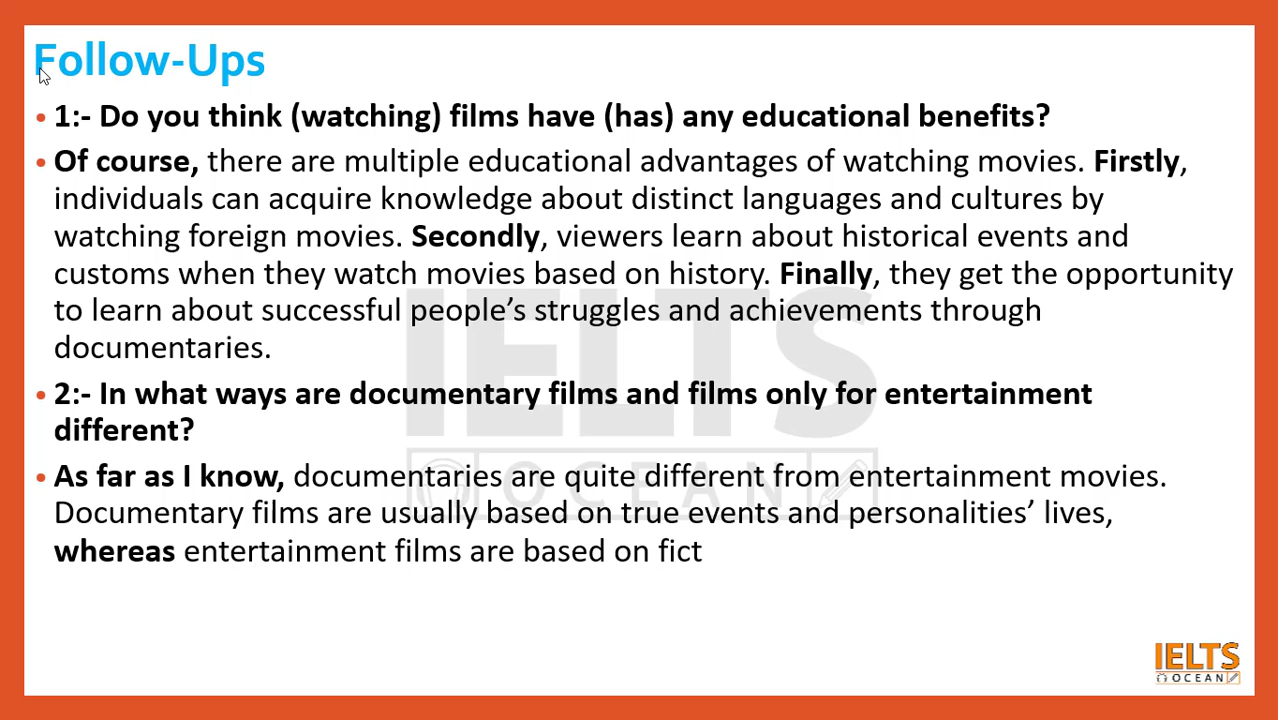 Follow-Ups
• 1:- Do you think (watching) films have (has) any educational benefits?
• Of course, there are multiple educational advantages of watching movies. Firstly,
individuals can acquire knowledge about distinct languages and cultures by
watching foreign movies. Secondly, viewers learn about historical events and
customs when they watch movies based on history. Finally, they get the opportunity
to learn about successful people’s struggles and achievements through
documentaries.
• 2:- In what ways are documentary films and films only for entertainment
different?
• As far as I know, documentaries are quite different from entertainment movies.
Documentary films are usually based on true events and personalities’ lives,
whereas entertainment films are based on fict
IELTS
OCEAN
IELTS
OCEAN